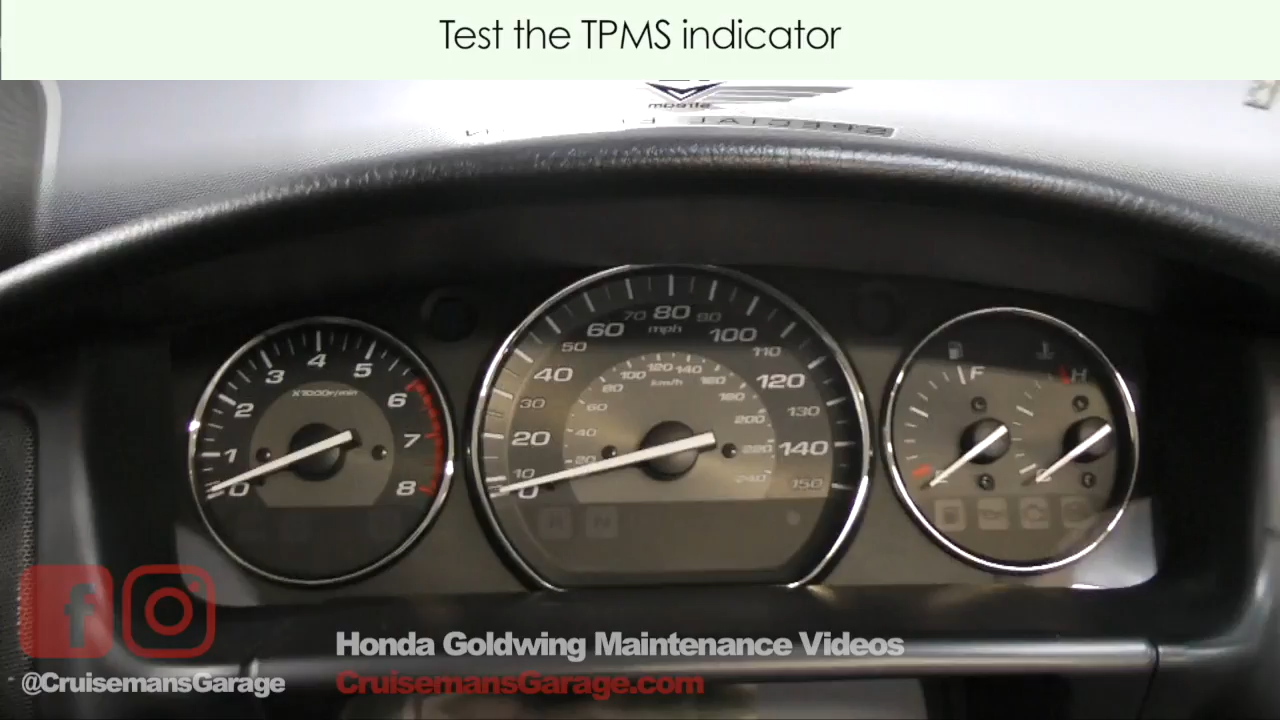 Test the TPMS indicator
70 80 90
60 mph 100
50 110
40 120
30 130
20 140
10 150
0
100 120 140
80 km/h 160
60 180
40 200
20 220
240
4
3 5
x1000r/min
2 6
1 7
0 8
F H
Honda Goldwing Maintenance Videos
@CruisemansGarage
CruisemansGarage.com